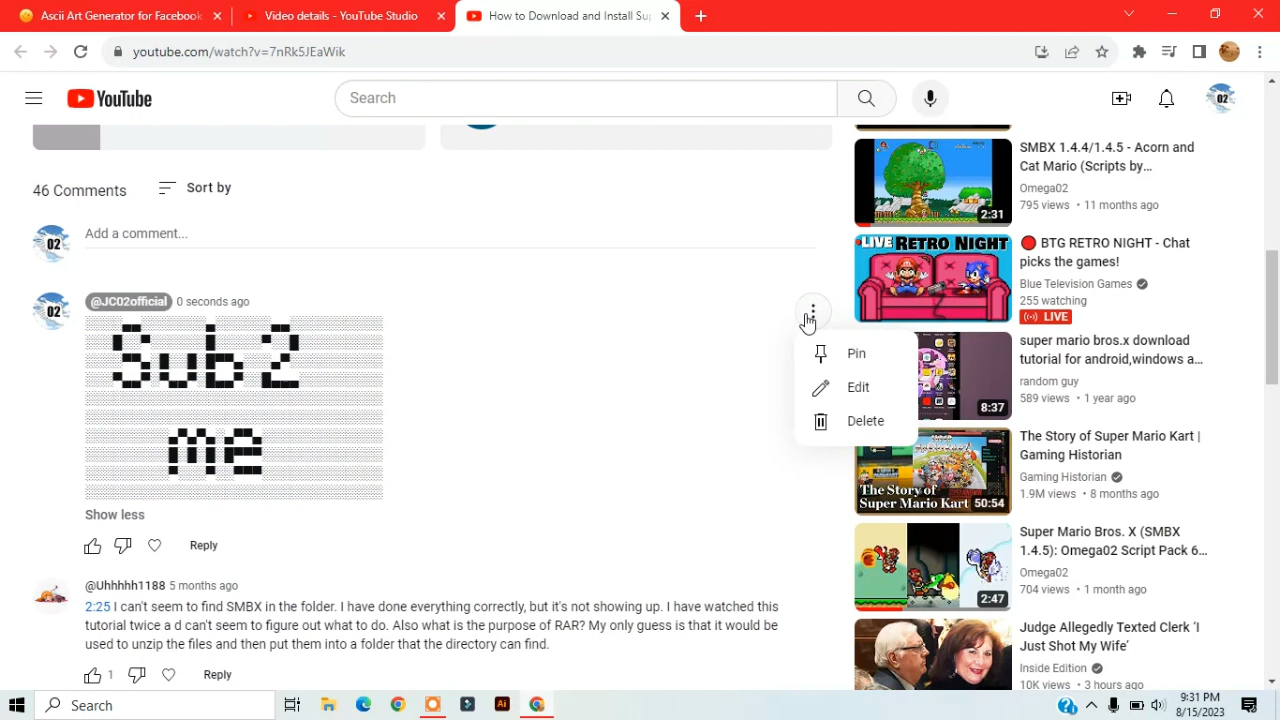 Ascii Art Generator for Facebook
Video details - YouTube Studio
How to Download and Install Sup
youtube.com/watch?v=7nRk5JEaWik
YouTube
Search
02
46 Comments
Sort by
02
Add a comment...
02
@JC02official 0 seconds ago
Sub 2
me
Show less
Reply
Pin
Edit
Delete
@Uhhhhh1188 5 months ago
2:25 I can't seem to find SMBX in the folder. I have done everything correctly, but it's not showing up. I have watched this
tutorial twice a d can't seem to figure out what to do. Also what is the purpose of RAR? My only guess is that it would be
used to unzip the files and then put them into a folder that the directory can find.
1
Reply
2:31
SMBX 1.4.4/1.4.5 - Acorn and
Cat Mario (Scripts by...
Omega02
795 views • 11 months ago
LIVE RETRO NIGHT
🔴 BTG RETRO NIGHT - Chat
picks the games!
Blue Television Games
255 watching
LIVE
8:37
super mario bros.x download
tutorial for android,windows a...
random guy
589 views • 1 year ago
The Story of
Super Mario Kart
50:54
The Story of Super Mario Kart |
Gaming Historian
Gaming Historian
1.9M views • 8 months ago
2:47
Super Mario Bros. X (SMBX
1.4.5): Omega02 Script Pack 6...
Omega02
704 views • 1 month ago
Judge Allegedly Texted Clerk 'I
Just Shot My Wife'
Inside Edition
10K views • 3 hours ago
Search
Ai
9:31 PM
8/15/2023